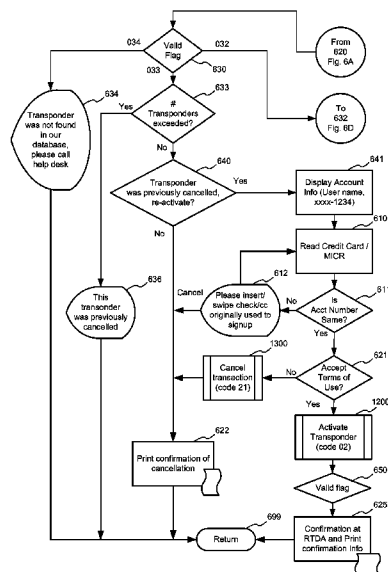 034
Valid
Flag
032
From
620
Fig. 6A
033
630
634
Transponder
was not found in
our
database,
please call
help desk
Yes
633
#
Transponders
exceeded?
To
632
Fig. 6D
No
640
Transponder
was previously cancelled,
re-activate?
Yes
641
Display Account
Info (User name,
xxxx-1234)
No
610
Read Credit Card /
MICR
612
Cancel
Please insert/
swipe check/cc
originally used to
signup
No
611
Is
Acct Number
Same?
636
This
transonder
was previously
cancelled
Yes
1300
Cancel
transaction
(code 21)
No
621
Accept
Terms of
Use?
Yes
1200
Activate
Transponder
(code 02)
622
Print confirmation of
cancellation
650
Valid flag
625
Confirmation at
RTDA and Print
confirmation Info
699
Return